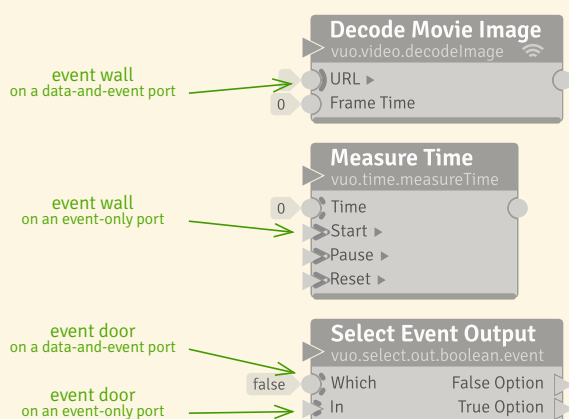 Decode Movie Image
vuo.video.decodeImage
event wall
on a data-and-event port
URL
0
Frame Time
Measure Time
vuo.time.measureTime
event wall
on an event-only port
0
Time
Start
Pause
Reset
Select Event Output
vuo.select.out.boolean.event
event door
on a data-and-event port
false
Which
False Option
event door
on an event-only port
In
True Option